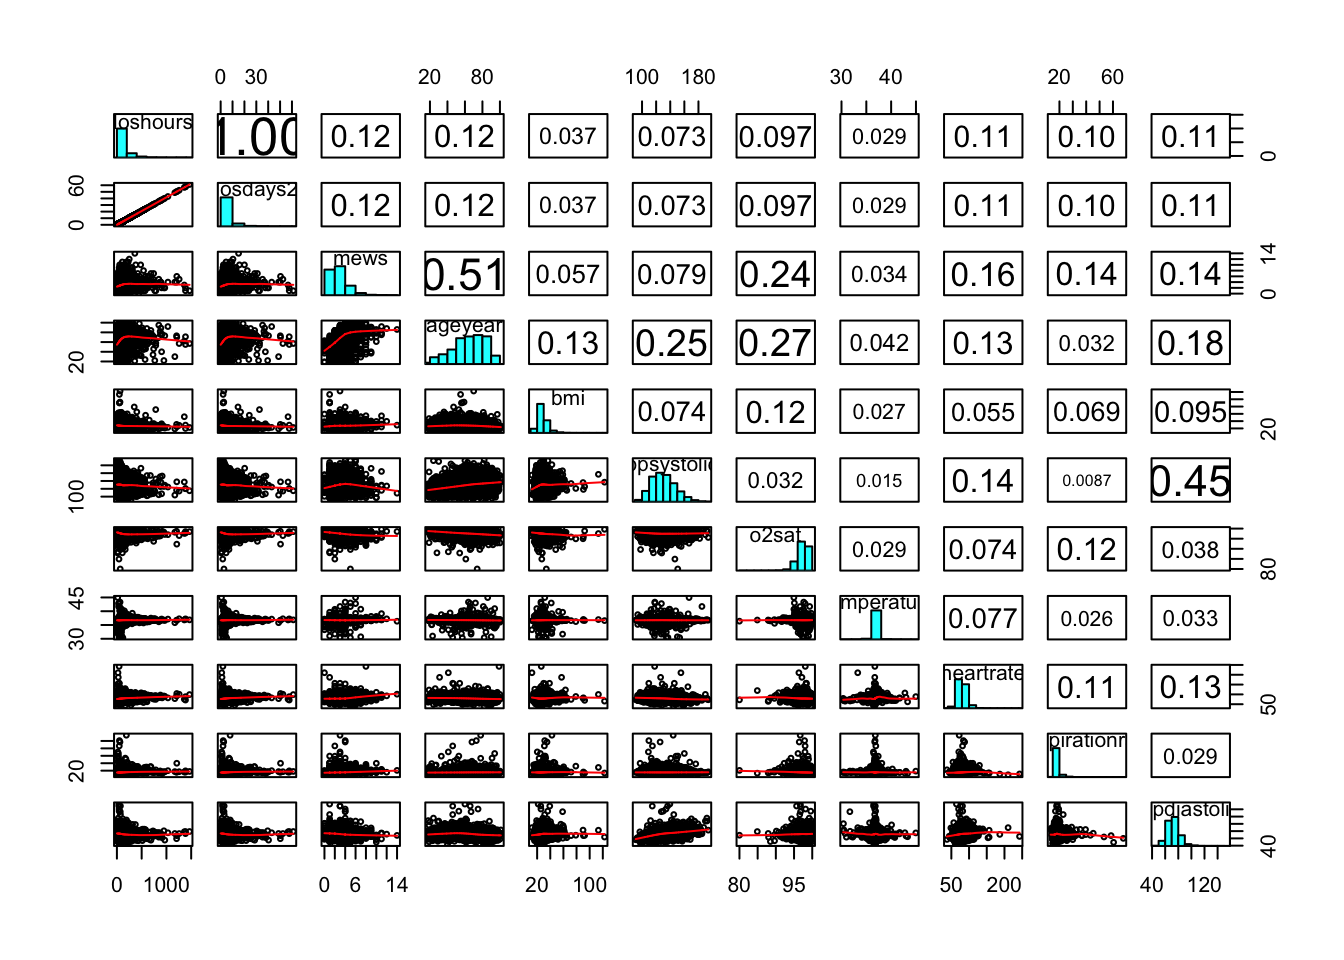 0 30 20 80 100 180 30 40 20 60
loshours 1.00 0.12 0.12 0.037 0.073 0.097 0.029 0.11 0.10 0.11 0
0 60 osdays2 0.12 0.12 0.037 0.073 0.097 0.029 0.11 0.10 0.11
mews 0.51 0.057 0.079 0.24 0.034 0.16 0.14 0.14 0 14
20 ageyear 0.13 0.25 0.27 0.042 0.13 0.032 0.18
bmi 0.074 0.12 0.027 0.055 0.069 0.095 20
100 bpsystolic 0.032 0.015 0.14 0.0087 0.45
o2sat 0.029 0.074 0.12 0.038 80
30 45 mperatu 0.077 0.026 0.033
heartrate 0.11 0.13 50
20 pirationr 0.029
pdiastoli 40
0 1000 0 6 14 20 100 80 95 50 200 40 120